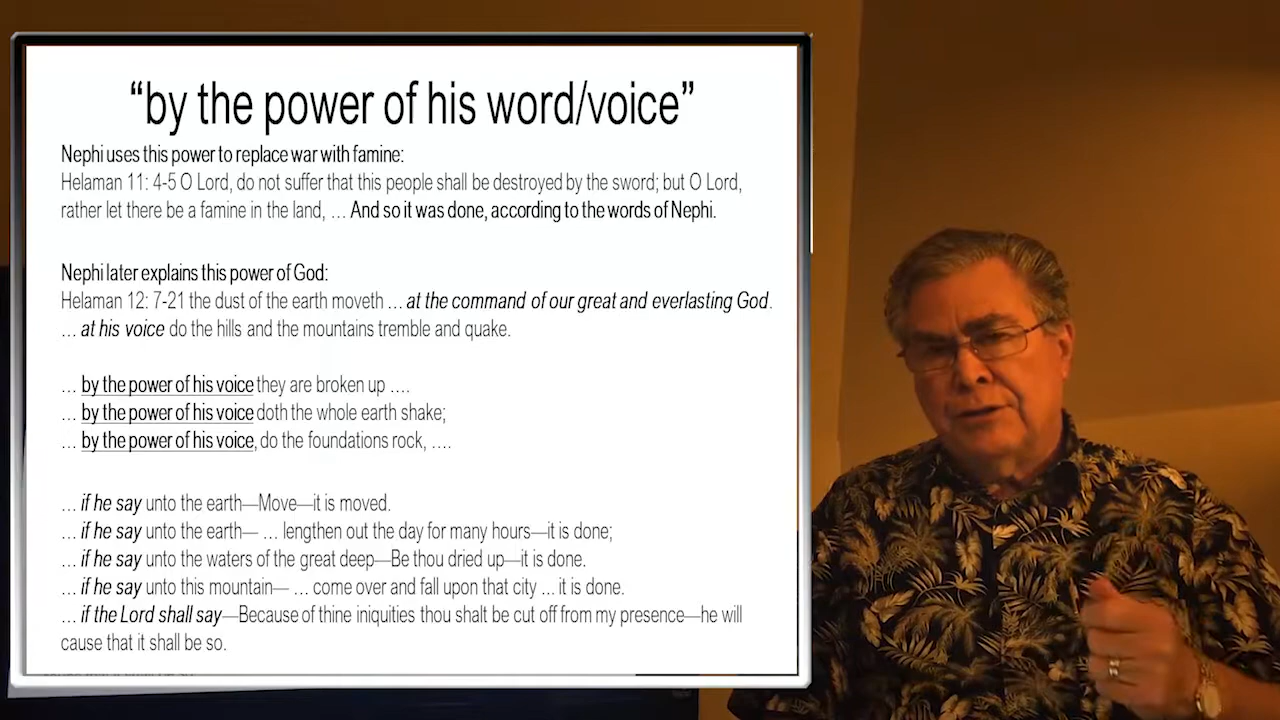 “by the power of his word/voice”
Nephi uses this power to replace war with famine:
Helaman 11: 4-5 O Lord, do not suffer that this people shall be destroyed by the sword; but O Lord,
rather let there be a famine in the land, … And so it was done, according to the words of Nephi.
Nephi later explains this power of God:
Helaman 12: 7-21 the dust of the earth moveth … at the command of our great and everlasting God.
… at his voice do the hills and the mountains tremble and quake.
… by the power of his voice they are broken up ….
… by the power of his voice doth the whole earth shake;
… by the power of his voice, do the foundations rock, ….
… if he say unto the earth—Move—it is moved.
… if he say unto the earth— … lengthen out the day for many hours—it is done;
… if he say unto the waters of the great deep—Be thou dried up—it is done.
… if he say unto this mountain— … come over and fall upon that city … it is done.
… if the Lord shall say—Because of thine iniquities thou shalt be cut off from my presence—he will
cause that it shall be so.